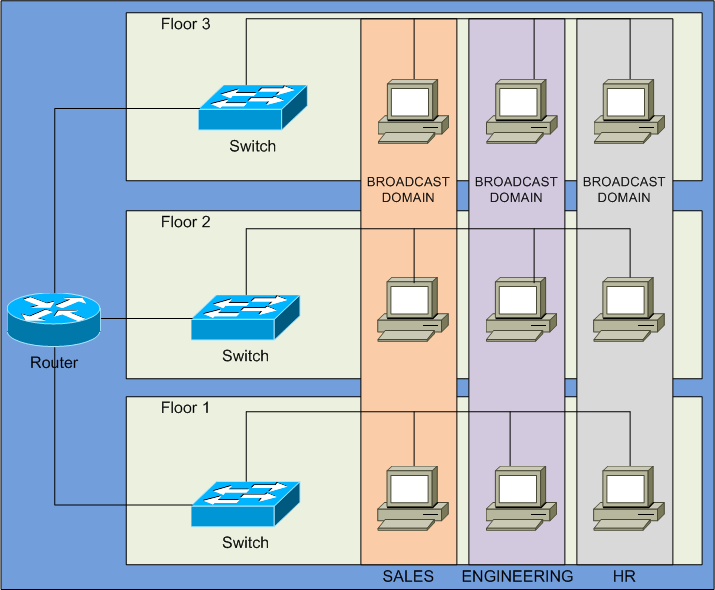 Floor 3
Switch
BROADCAST
DOMAIN
BROADCAST
DOMAIN
BROADCAST
DOMAIN
Floor 2
Switch
Router
Floor 1
Switch
SALES
ENGINEERING
HR